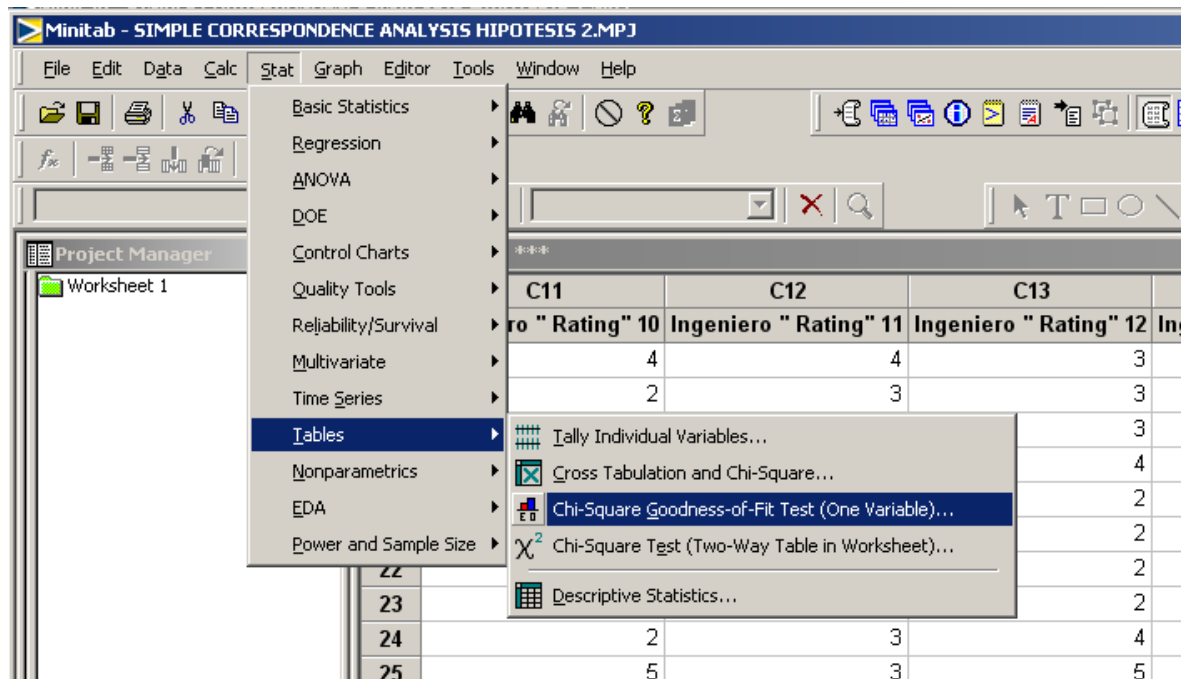 Minitab - SIMPLE CORRESPONDENCE ANALYSIS HIPOTESIS 2.MPJ
File Edit Data Calc Stat Graph Editor Tools Window Help
Basic Statistics
Regression
ANOVA
DOE
Control Charts
Quality Tools
Reliability/Survival
Multivariate
Time Series
Tables
Nonparametrics
EDA
Power and Sample Size
Tally Individual Variables...
Cross Tabulation and Chi-Square...
Chi-Square Goodness-of-Fit Test (One Variable)...
χ² Chi-Square Test (Two-Way Table in Worksheet)...
Descriptive Statistics...
Project Manager
Worksheet 1
***
C11 C12 C13
ro " Rating" 10 Ingeniero " Rating" 11 Ingeniero " Rating" 12
4 4 3
2 3 3
3
4
2
2
22 2
23 2
24 2 3 4
25 5 3 5